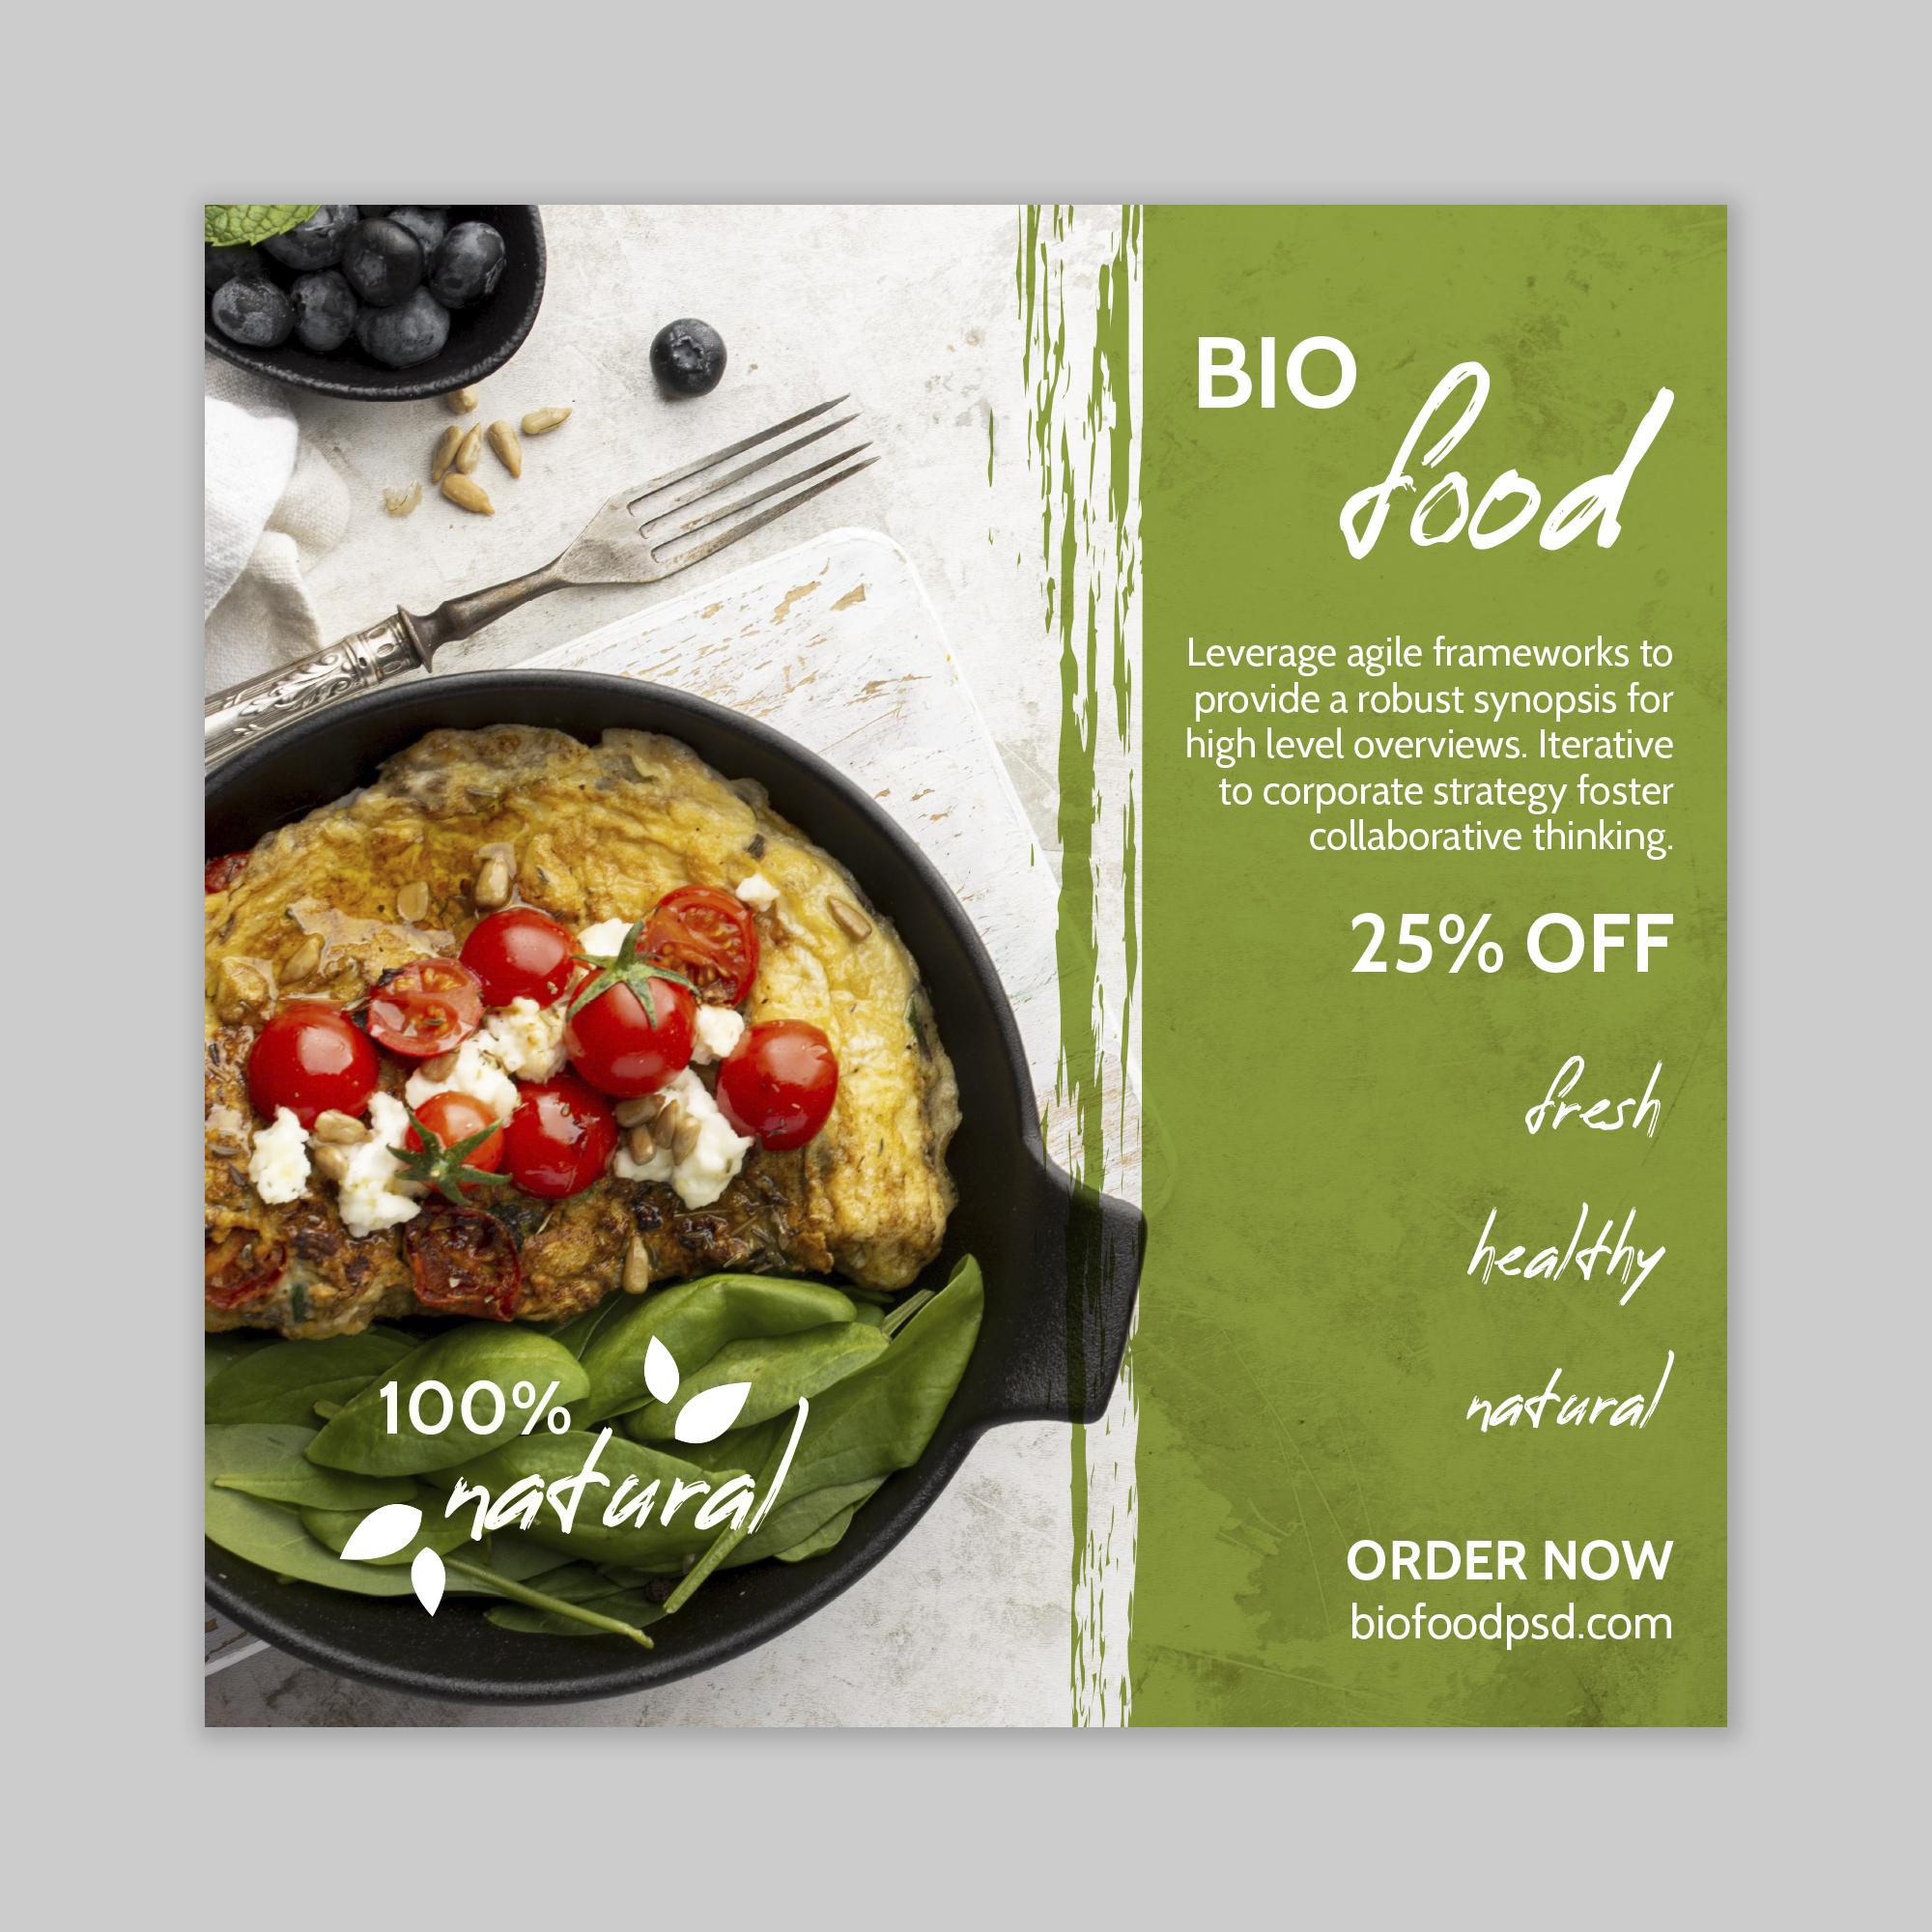 BIO
food
Leverage agile frameworks to
provide a robust synopsis for
high level overviews. Iterative
to corporate strategy foster
collaborative thinking.
25% OFF
fresh
healthy
natural
ORDER NOW
biofoodpsd.com
100%
natural